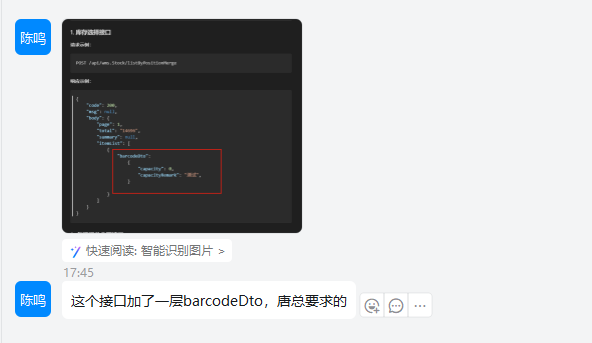 陈鸣
1. 库存选择接口
请求示例:
POST /api/wms.Stock/listByPositionMerge
响应示例:
{
"code": 200,
"msg": null,
"body": {
"page": 1,
"summary": null,
"itemList": [
{
"barcodeDto":
{
"capacity": 0,
"capacityRemark": "测试",
}
}
]
}
}
快速阅读: 智能识别图片 >
17:45
陈鸣
这个接口加了一层barcodeDto，唐总要求的